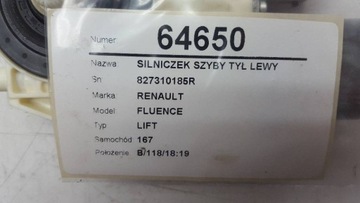 Numer 64650
Nazwa: SILNICZEK SZYBY TYŁ LEWY
Sn: 827310185R
Marka: RENAULT
Model: FLUENCE
Typ LIFT
Samochód: 167
Położenie: B/118/18:19